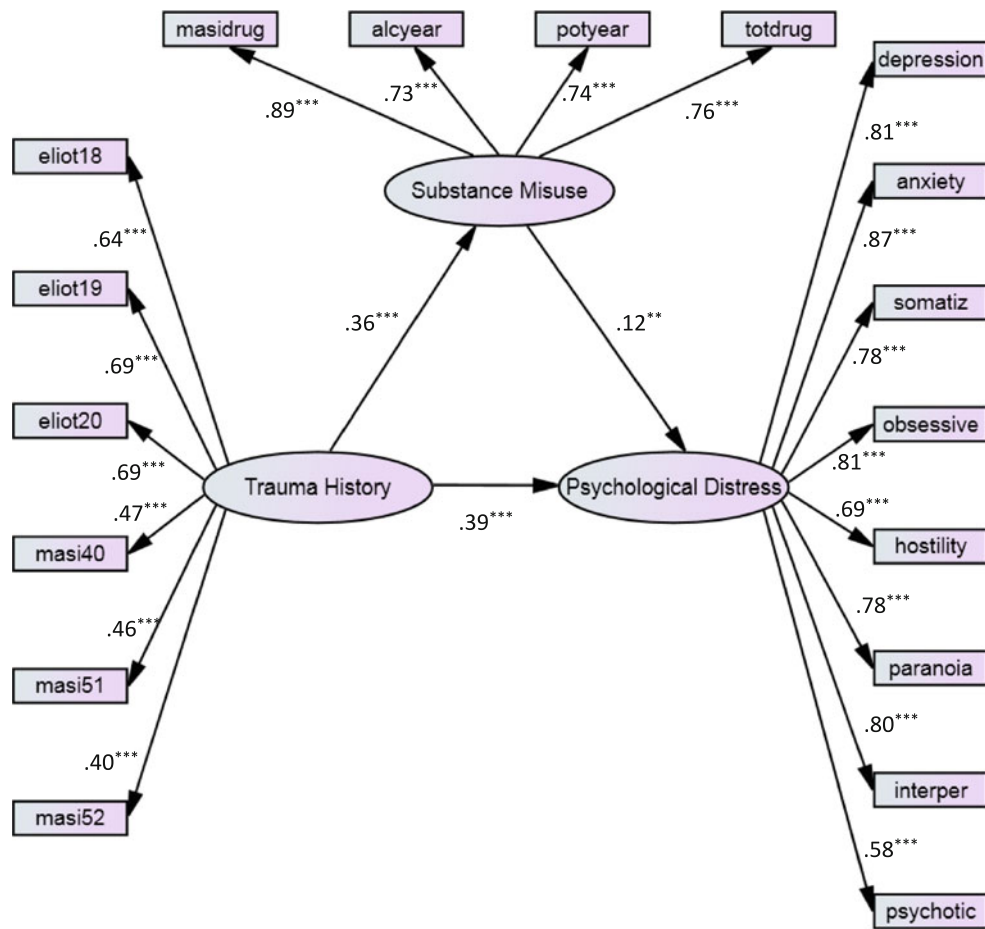 masidrug
alcyear
potyear
totdrug
.89***
.73***
.74***
.76***
depression
.81***
eliot18
Substance Misuse
anxiety
.64***
.87***
eliot19
somatiz
.36***
.12**
.78***
.69***
eliot20
obsessive
.69***
.81***
Trauma History
Psychological Distress
.47***
.39***
.69***
masi40
hostility
.46***
.78***
masi51
paranoia
.40***
.80***
masi52
interper
.58***
psychotic